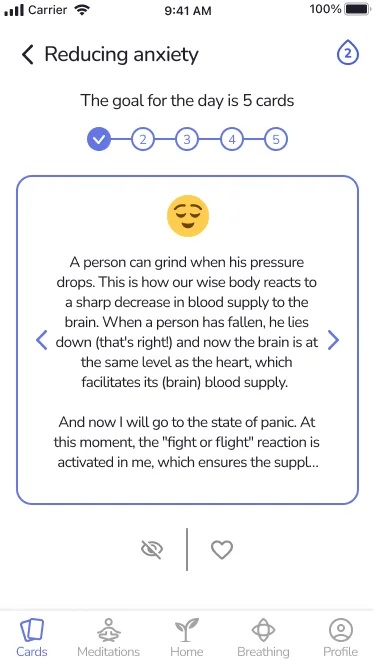 Carrier 9:41 AM 100%
Reducing anxiety 2
The goal for the day is 5 cards
2 3 4 5
A person can grind when his pressure
drops. This is how our wise body reacts to
a sharp decrease in blood supply to the
brain. When a person has fallen, he lies
down (that's right!) and now the brain is at
the same level as the heart, which
facilitates its (brain) blood supply.
And now I will go to the state of panic. At
this moment, the "fight or flight" reaction is
activated in me, which ensures the suppl...
Cards Meditations Home Breathing Profile